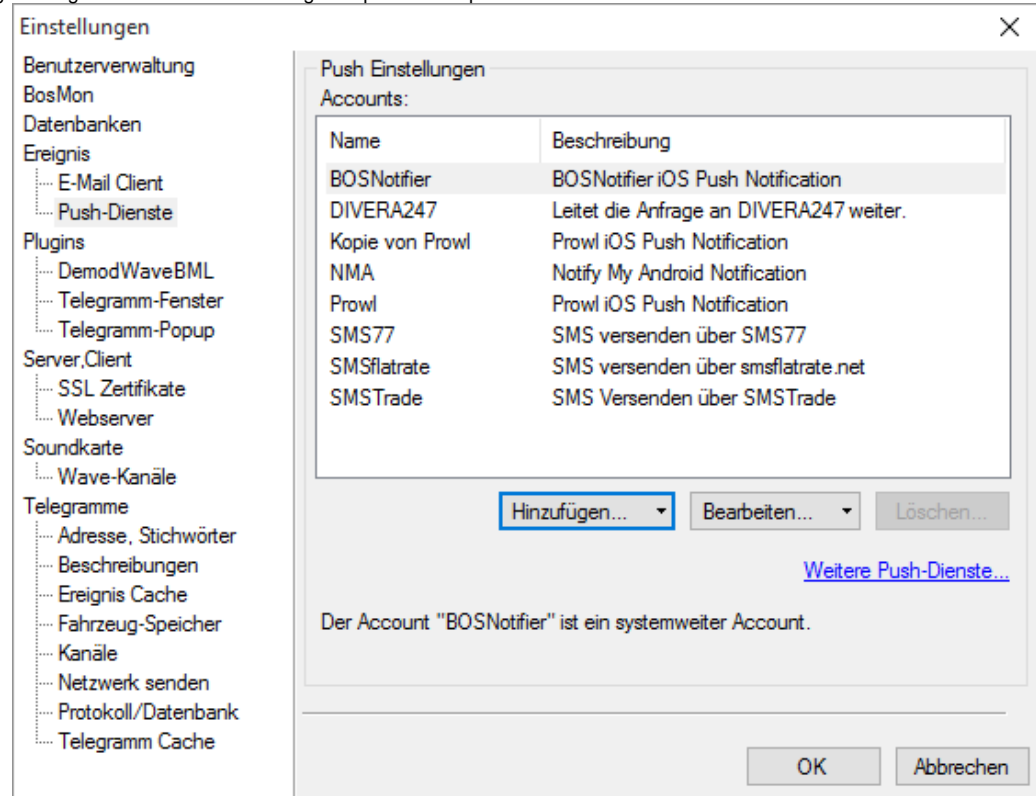 Einstellungen
Benutzerverwaltung
BosMon
Datenbanken
Ereignis
E-Mail Client
Push-Dienste
Plugins
DemodWaveBML
Telegramm-Fenster
Telegramm-Popup
Server,Client
SSL Zertifikate
Webserver
Soundkarte
Wave-Kanäle
Telegramme
Adresse, Stichwörter
Beschreibungen
Ereignis Cache
Fahrzeug-Speicher
Kanäle
Netzwerk senden
Protokoll/Datenbank
Telegramm Cache
Push Einstellungen
Accounts:
Name Beschreibung
BOSNotifier BOSNotifier iOS Push Notification
DIVERA247 Leitet die Anfrage an DIVERA247 weiter.
Kopie von Prowl Prowl iOS Push Notification
NMA Notify My Android Notification
Prowl Prowl iOS Push Notification
SMS77 SMS versenden über SMS77
SMSflatrate SMS versenden über smsflatrate.net
SMSTrade SMS Versenden über SMSTrade
Hinzufügen... Bearbeiten... Löschen...
Weitere Push-Dienste...
Der Account "BOSNotifier" ist ein systemweiter Account.
OK Abbrechen